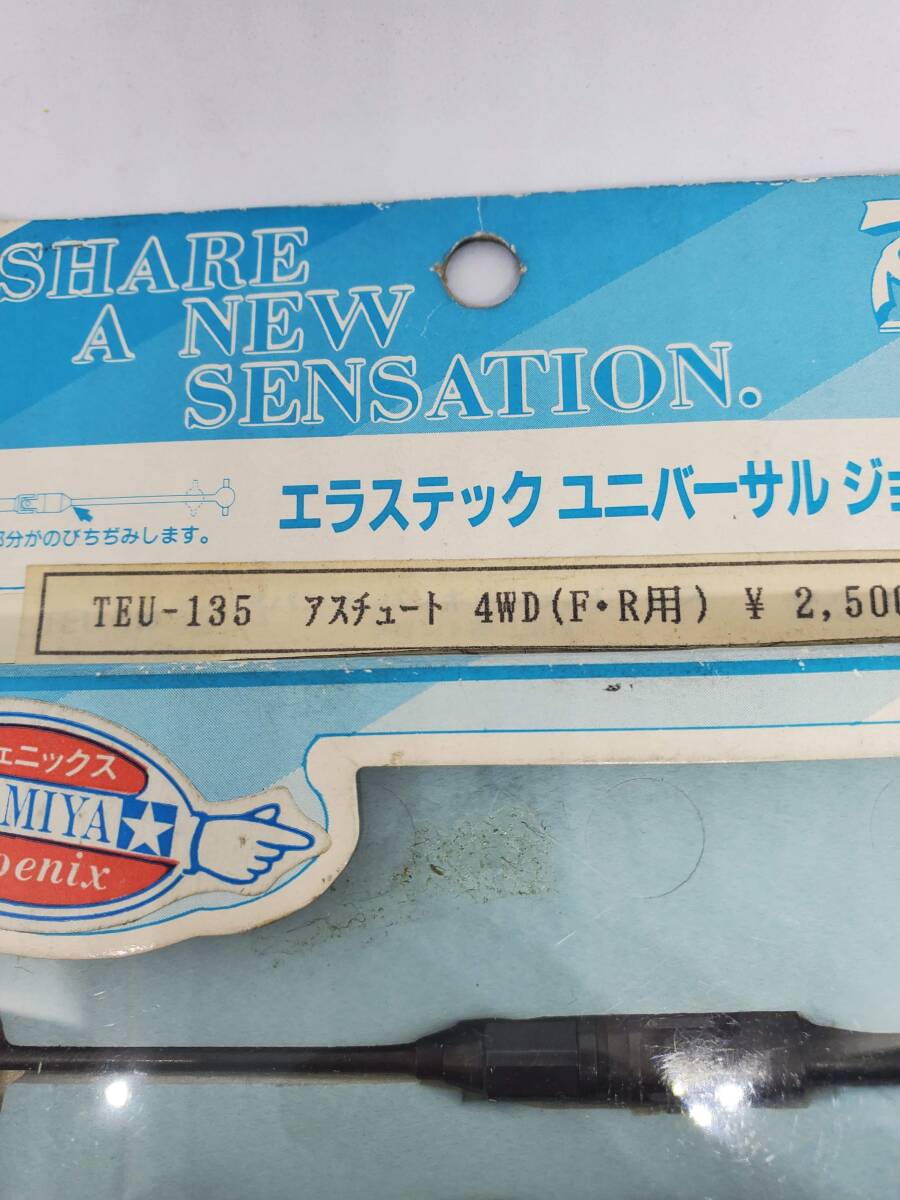 SHARE
A NEW
SENSATION.
エラステック ユニバーサル ジョ
部分がのびちぢみします。
TEU-135 アスチュート 4WD(F・R用) ¥ 2,500
ェニックス
MIYA
oenix